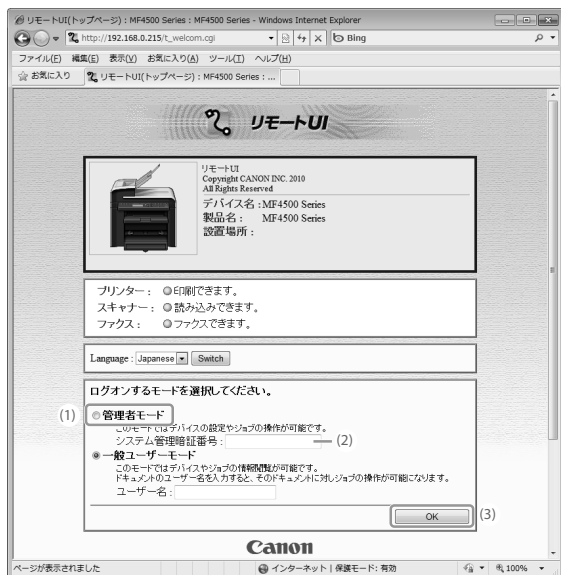 リモートUI(トップページ) : MF4500 Series : MF4500 Series - Windows Internet Explorer
http://192.168.0.215/t_welcom.cgi
Bing
ファイル(F) 編集(E) 表示(V) お気に入り(A) ツール(T) ヘルプ(H)
お気に入り リモートUI(トップページ) : MF4500 Series : ...
リモートUI
リモートUI
Copyright CANON INC. 2010
All Rights Reserved
デバイス名 : MF4500 Series
製品名 : MF4500 Series
設置場所 :
プリンター : 印刷できます。
スキャナー : 読み込みできます。
ファクス : ファクスできます。
Language : Japanese Switch
ログオンするモードを選択してください。
(1) 管理者モード
このモードではデバイスの設定やジョブの操作が可能です。
システム管理暗証番号 : (2)
一般ユーザーモード
このモードではデバイスやジョブの情報閲覧が可能です。
ドキュメントのユーザー名を入力すると、そのドキュメントに対しジョブの操作が可能になります。
ユーザー名 :
OK (3)
Canon
ページが表示されました インターネット | 保護モード: 有効 100%